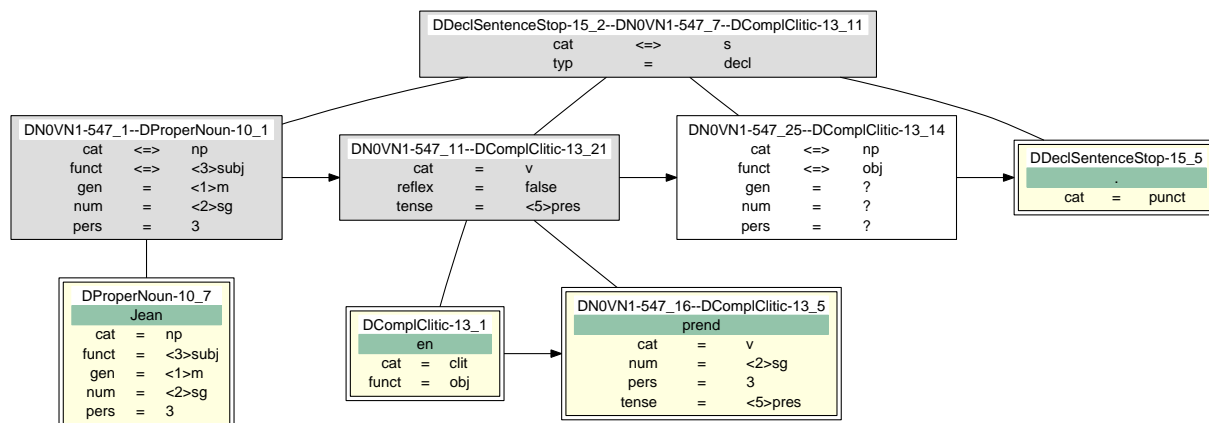 DDeclSentenceStop-15_2--DN0VN1-547_7--DComplClitic-13_11
cat <=> s
typ = decl
DN0VN1-547_1--DProperNoun-10_1
cat <=> np
funct <=> <3>subj
gen = <1>m
num = <2>sg
pers = 3
DN0VN1-547_11--DComplClitic-13_21
cat = v
reflex = false
tense = <5>pres
DN0VN1-547_25--DComplClitic-13_14
cat <=> np
funct <=> obj
gen = ?
num = ?
pers = ?
DDeclSentenceStop-15_5
.
cat = punct
DProperNoun-10_7
Jean
cat = np
funct = <3>subj
gen = <1>m
num = <2>sg
pers = 3
DComplClitic-13_1
en
cat = clit
funct = obj
DN0VN1-547_16--DComplClitic-13_5
prend
cat = v
num = <2>sg
pers = 3
tense = <5>pres